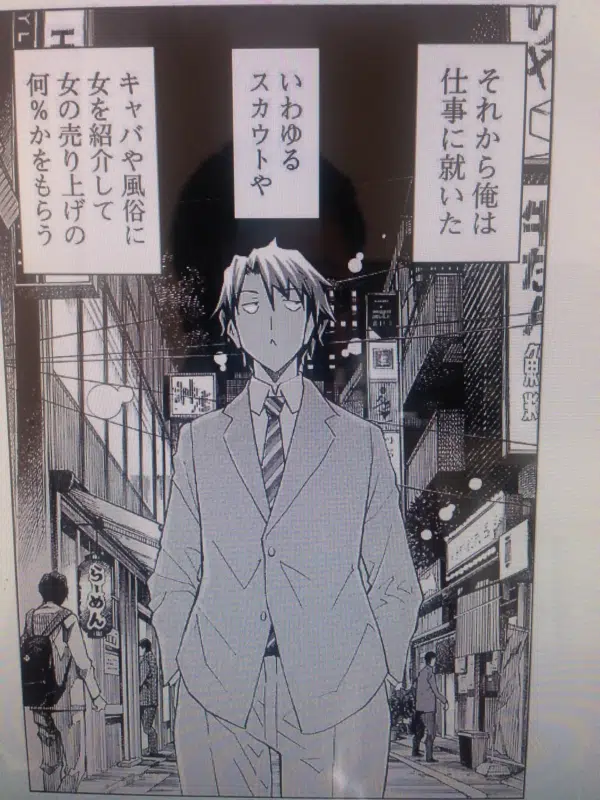 それから俺は
仕事に就いた
いわゆる
スカウトや
キャバや風俗に
女を紹介して
女の売り上げの
何%かをもらう
らーめん